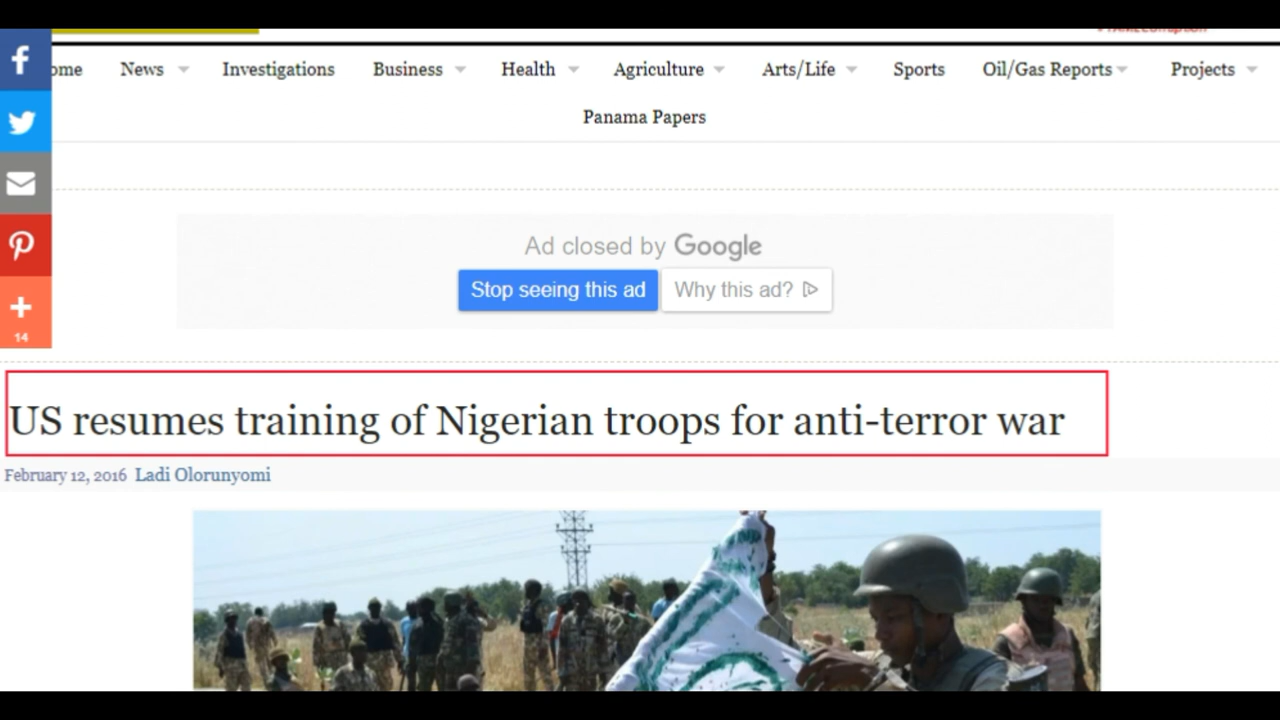 ome News Investigations Business Health Agriculture Arts/Life Sports Oil/Gas Reports Projects
Panama Papers
Ad closed by Google
Stop seeing this ad Why this ad?
14
US resumes training of Nigerian troops for anti-terror war
February 12, 2016 Ladi Olorunyomi